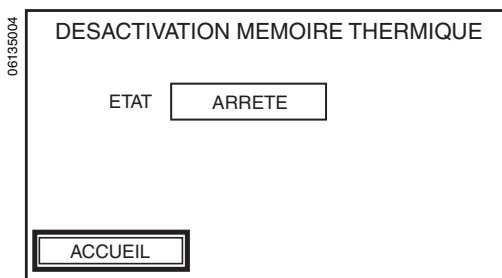 06135004
DESACTIVATION MEMOIRE THERMIQUE
ETAT ARRETE
ACCUEIL